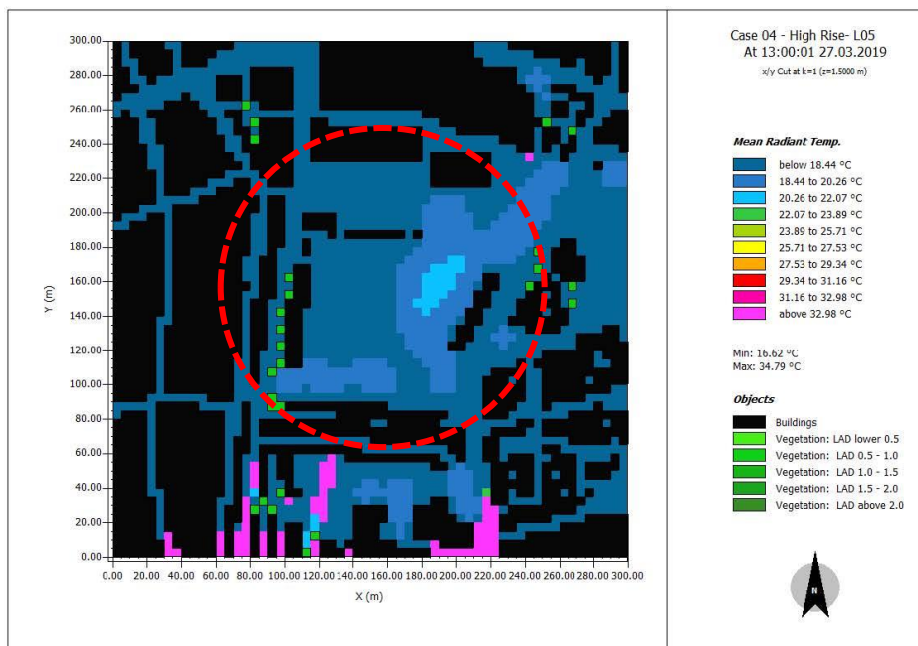 Case 04 - High Rise- L05
At 13:00:01 27.03.2019
x/y Cut at k=1 (z=1.5000 m)
Mean Radiant Temp.
below 18.44 °C
18.44 to 20.26 °C
20.26 to 22.07 °C
22.07 to 23.89 °C
23.89 to 25.71 °C
25.71 to 27.53 °C
27.53 to 29.34 °C
29.34 to 31.16 °C
31.16 to 32.98 °C
above 32.98 °C
Min: 16.62 °C
Max: 34.79 °C
Objects
Buildings
Vegetation: LAD lower 0.5
Vegetation: LAD 0.5 - 1.0
Vegetation: LAD 1.0 - 1.5
Vegetation: LAD 1.5 - 2.0
Vegetation: LAD above 2.0
N
300.00
280.00
260.00
240.00
220.00
200.00
180.00
160.00
140.00
120.00
100.00
80.00
60.00
40.00
20.00
0.00
Y (m)
0.00 20.00 40.00 60.00 80.00 100.00 120.00 140.00 160.00 180.00 200.00 220.00 240.00 260.00 280.00 300.00
X (m)